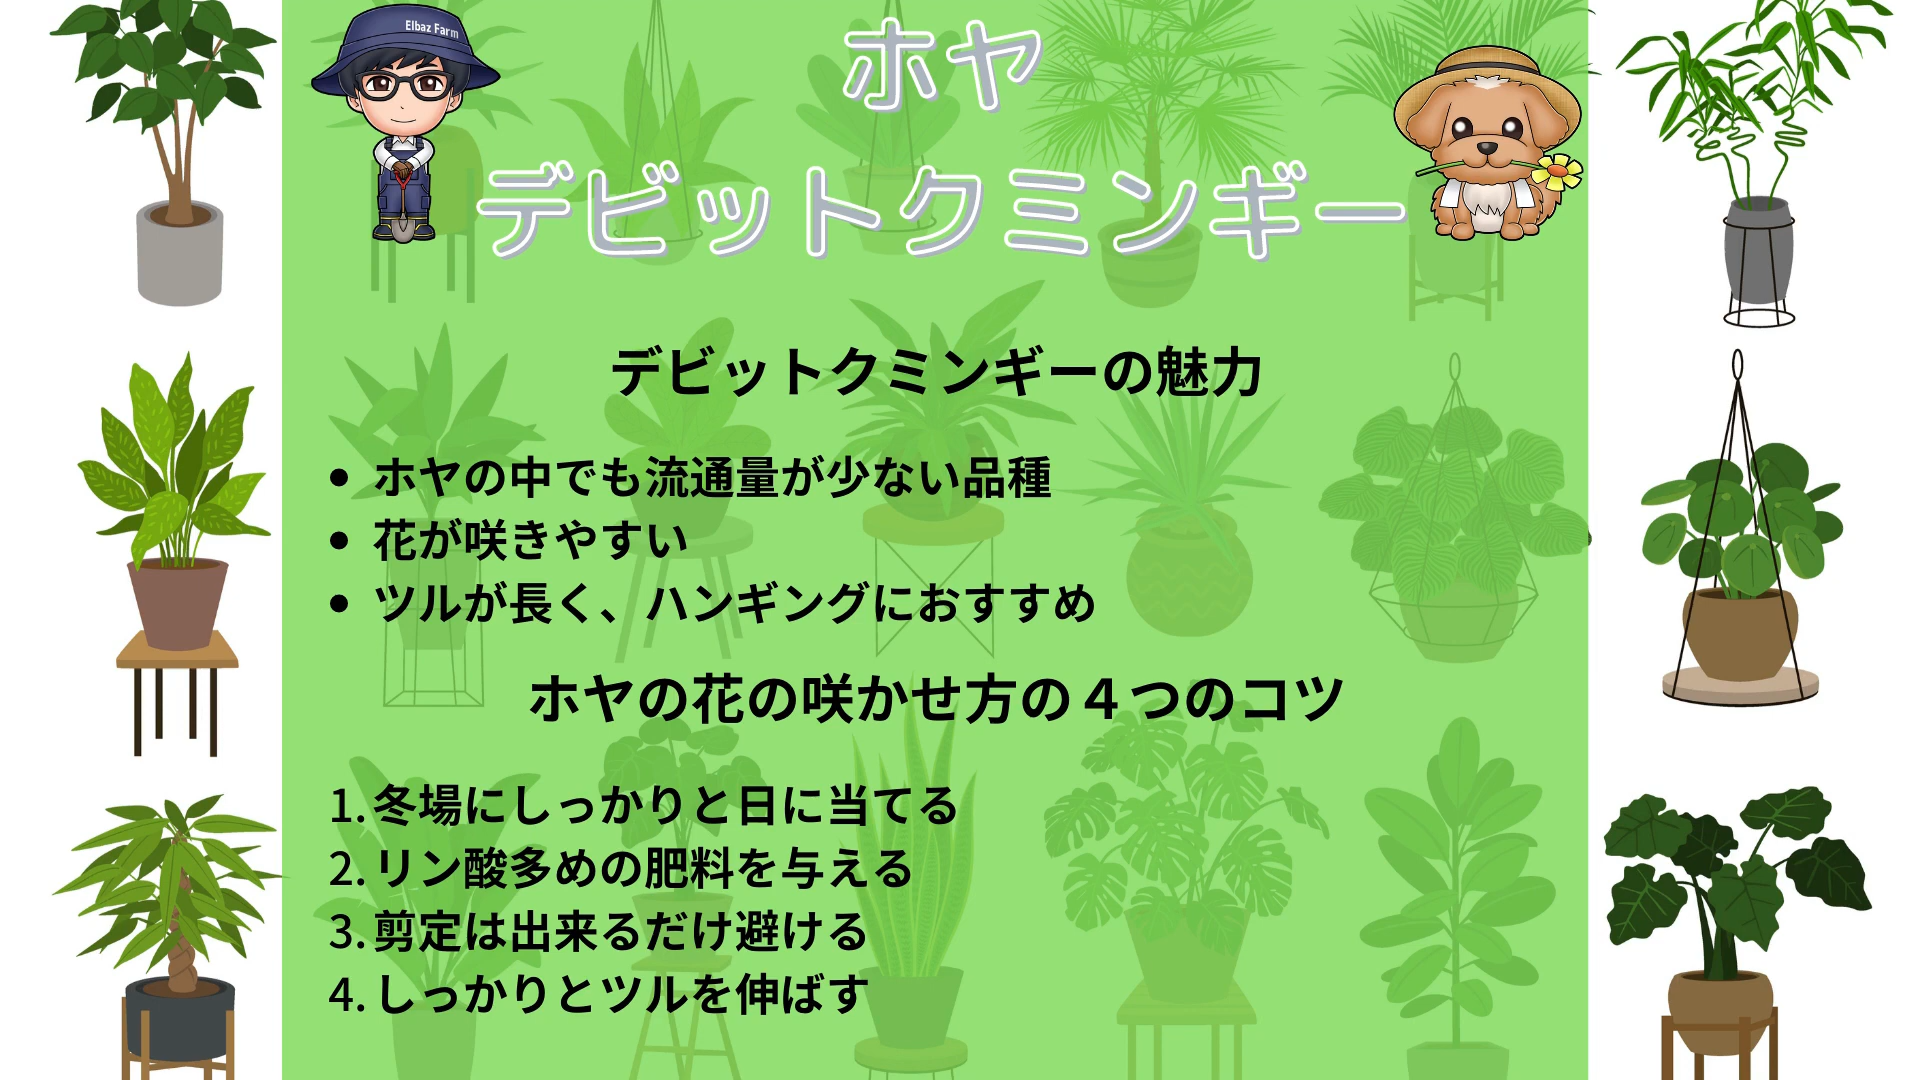 Elbaz Farm
ホヤ
デビットクミンギー
デビットクミンギーの魅力
• ホヤの中でも流通量が少ない品種
• 花が咲きやすい
• ツルが長く、ハンギングにおすすめ
ホヤの花の咲かせ方の４つのコツ
1. 冬場にしっかりと日に当てる
2. リン酸多めの肥料を与える
3. 剪定は出来るだけ避ける
4. しっかりとツルを伸ばす